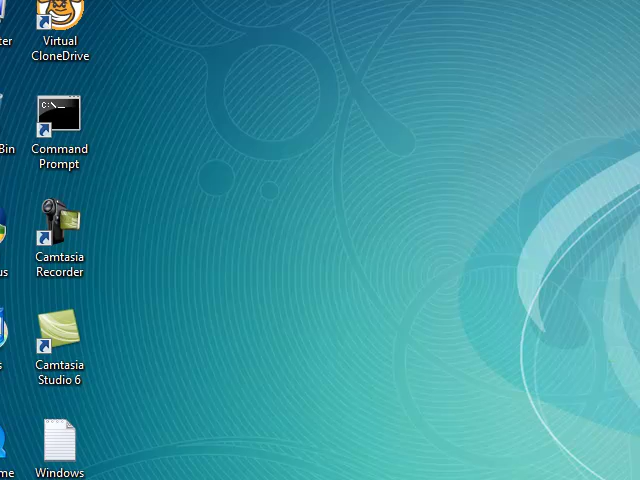 ter
Virtual
CloneDrive
C:\_
Bin
Command
Prompt
us
Camtasia
Recorder
s
Camtasia
Studio 6
me
Windows